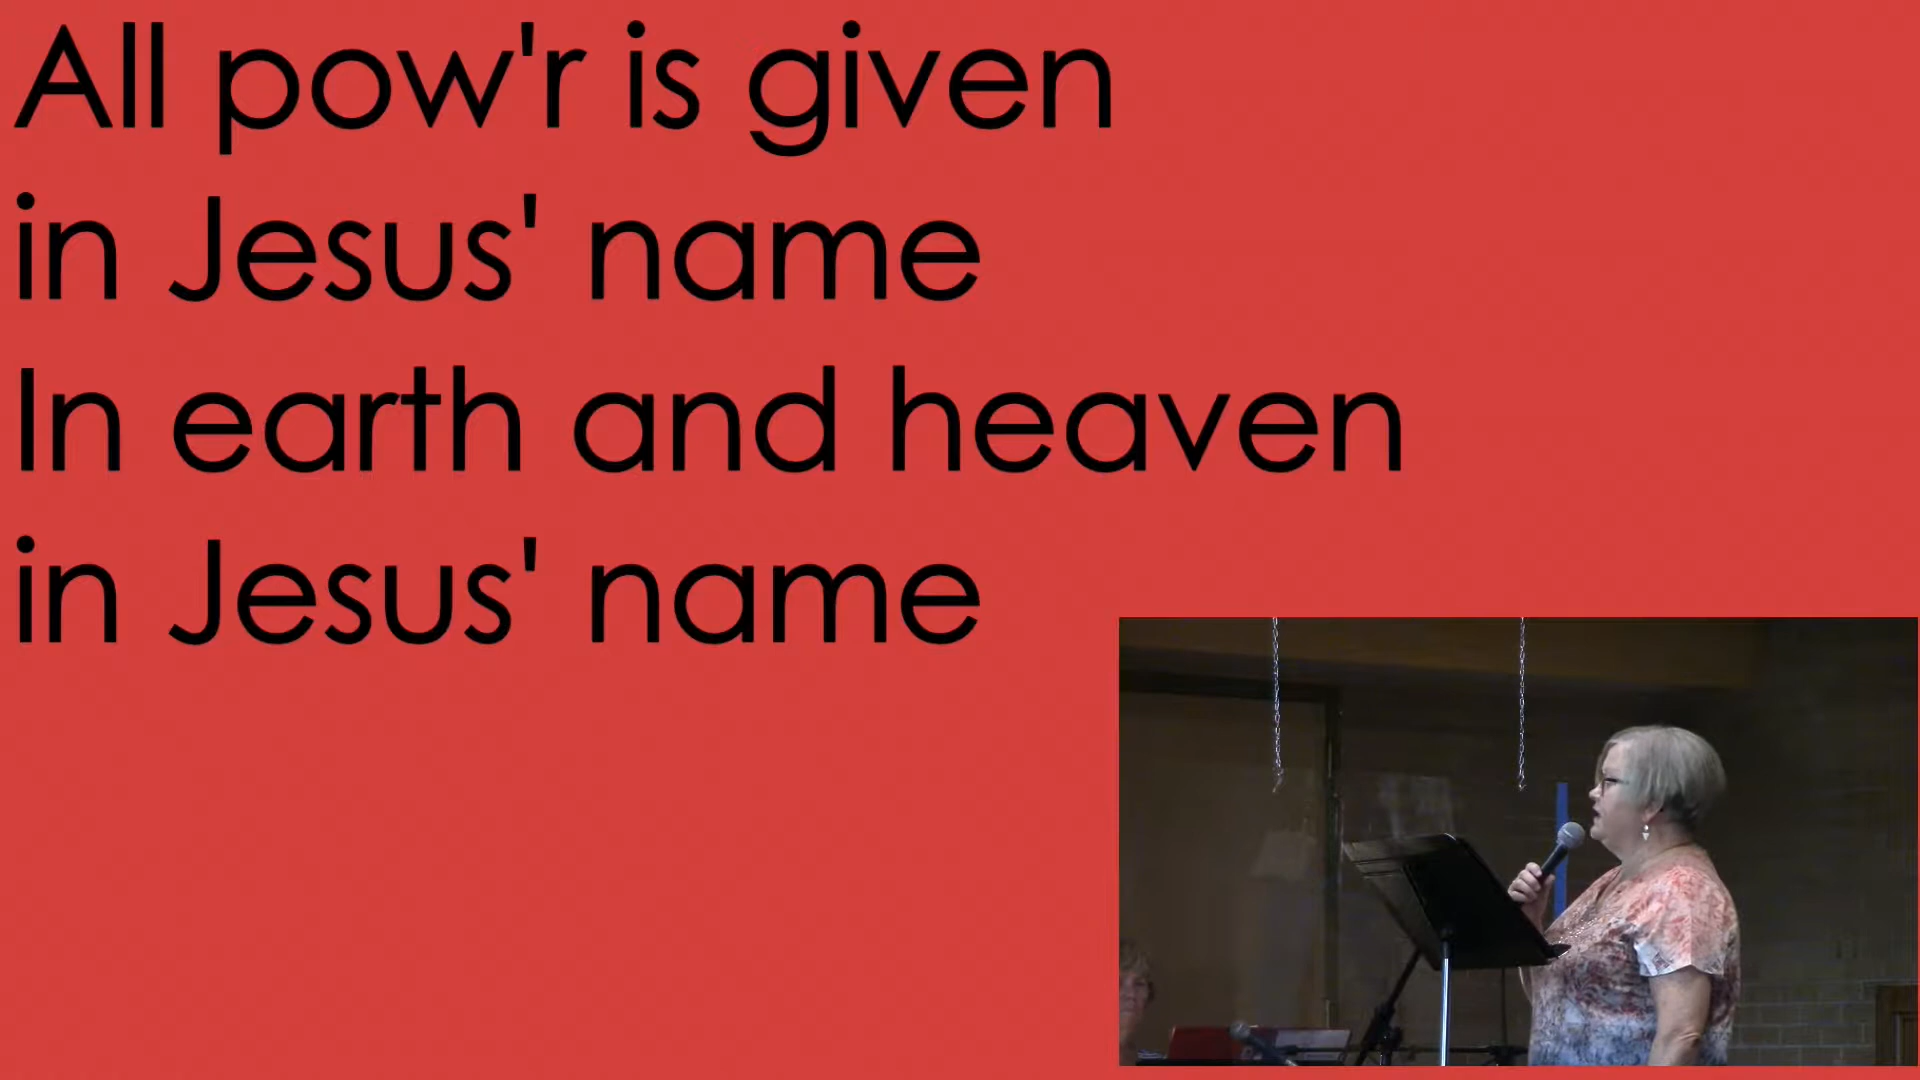 All pow'r is given
in Jesus' name
In earth and heaven
in Jesus' name